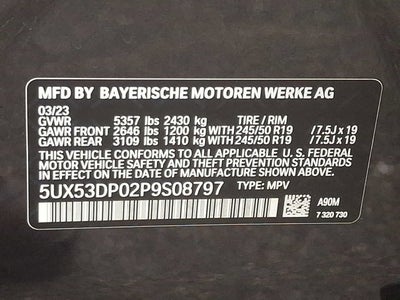 MFD BY BAYERISCHE MOTOREN WERKE AG
03/23
GVWR 5357 lbs 2430 kg TIRE / RIM
GAWR FRONT 2646 lbs 1200 kg WITH 245/50 R19 / 7.5J x 19
GAWR REAR 3109 lbs 1410 kg WITH 245/50 R19 / 7.5J x 19
THIS VEHICLE CONFORMS TO ALL APPLICABLE U. S. FEDERAL
MOTOR VEHICLE SAFETY AND THEFT PREVENTION STANDARDS
IN EFFECT ON THE DATE OF MANUFACTURE SHOWN ABOVE.
5UX53DP02P9S08797 TYPE: MPV
A90M
7 320 730